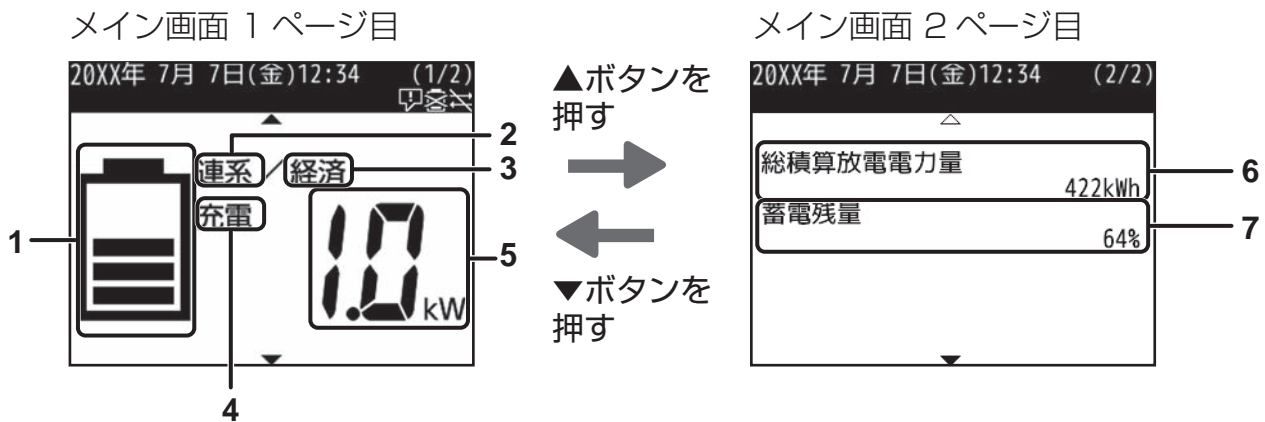 メイン画面 1 ページ目
20XX年 7月 7日(金)12:34 (1/2)
▲
連系/経済
充電
1.0 kW
▼
1
2
3
4
5
▲ボタンを
押す
▼ボタンを
押す
メイン画面 2 ページ目
20XX年 7月 7日(金)12:34 (2/2)
△
総積算放電電力量
422kWh
蓄電残量
64%
▼
6
7